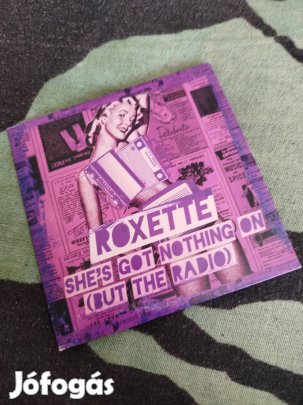 ROXETTE
SHE'S GOT NOTHING ON
(BUT THE RADIO)
Jófogás